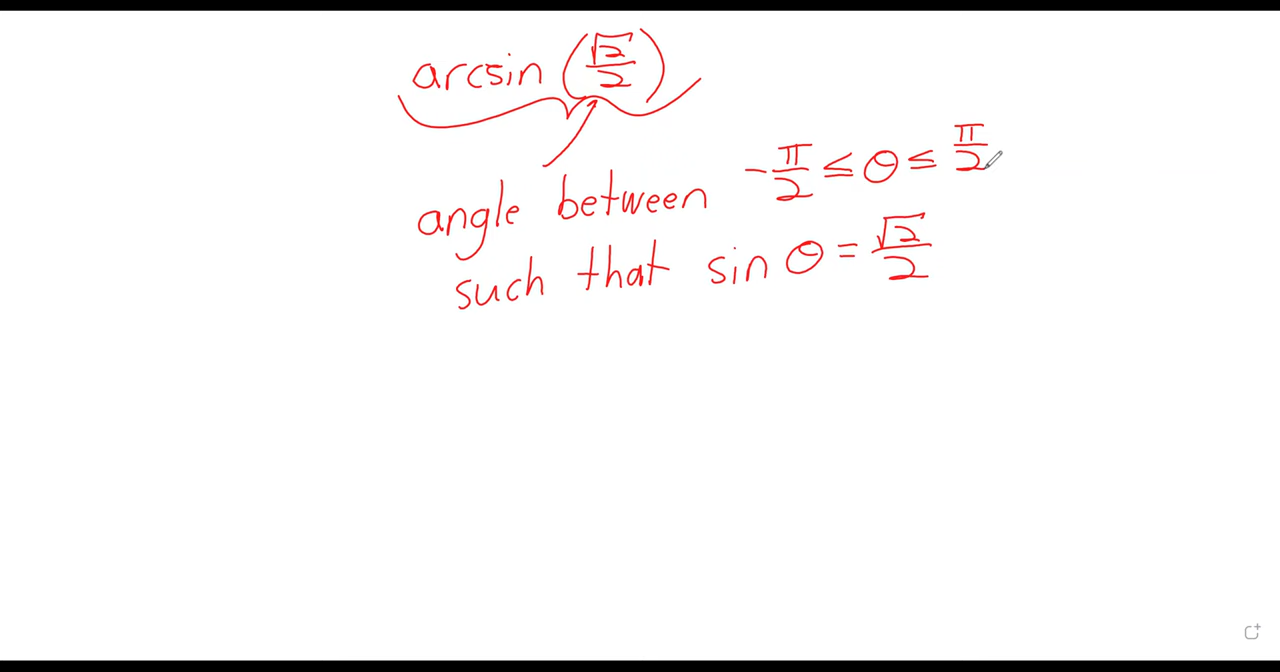 arcsin (√2/2)
angle between -π/2 ≤ θ ≤ π/2
such that sin θ = √2/2